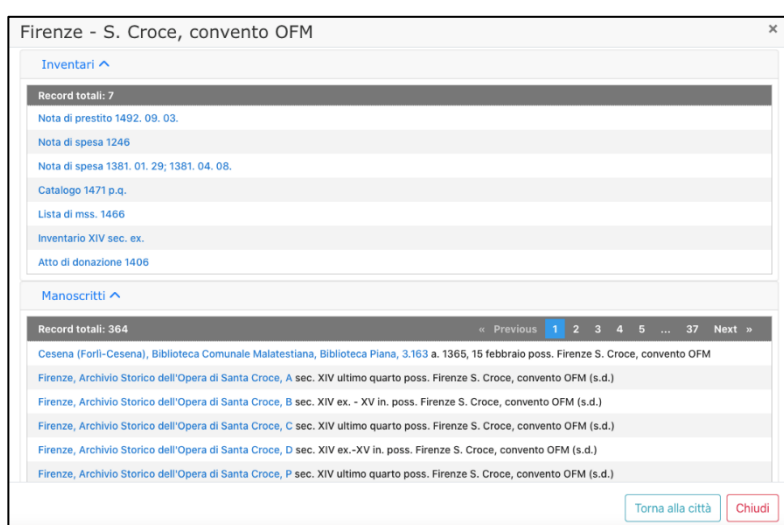 Firenze - S. Croce, convento OFM ×
Inventari
Record totali: 7
Nota di prestito 1492. 09. 03.
Nota di spesa 1246
Nota di spesa 1381. 01. 29; 1381. 04. 08.
Catalogo 1471 p.q.
Lista di mss. 1466
Inventario XIV sec. ex.
Atto di donazione 1406
Manoscritti
Record totali: 364 « Previous 1 2 3 4 5 ... 37 Next »
Cesena (Forlì-Cesena), Biblioteca Comunale Malatestiana, Biblioteca Piana, 3.163 a. 1365, 15 febbraio poss. Firenze S. Croce, convento OFM
Firenze, Archivio Storico dell'Opera di Santa Croce, A sec. XIV ultimo quarto poss. Firenze S. Croce, convento OFM (s.d.)
Firenze, Archivio Storico dell'Opera di Santa Croce, B sec. XIV ex. - XV in. poss. Firenze S. Croce, convento OFM (s.d.)
Firenze, Archivio Storico dell'Opera di Santa Croce, C sec. XIV ultimo quarto poss. Firenze S. Croce, convento OFM (s.d.)
Firenze, Archivio Storico dell'Opera di Santa Croce, D sec. XIV ex.-XV in. poss. Firenze S. Croce, convento OFM (s.d.)
Firenze, Archivio Storico dell'Opera di Santa Croce, P sec. XIV ultimo quarto poss. Firenze S. Croce, convento OFM (s.d.)
Torna alla città Chiudi